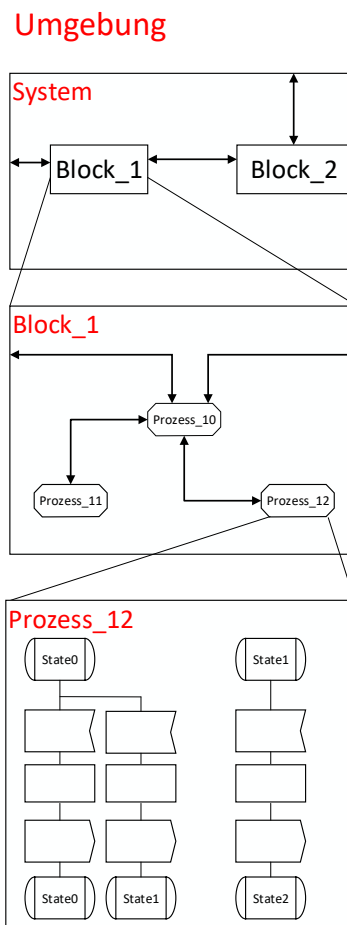 Umgebung
System
Block_1
Block_2
Block_1
Prozess_10
Prozess_11
Prozess_12
Prozess_12
State0
State1
State0
State1
State2